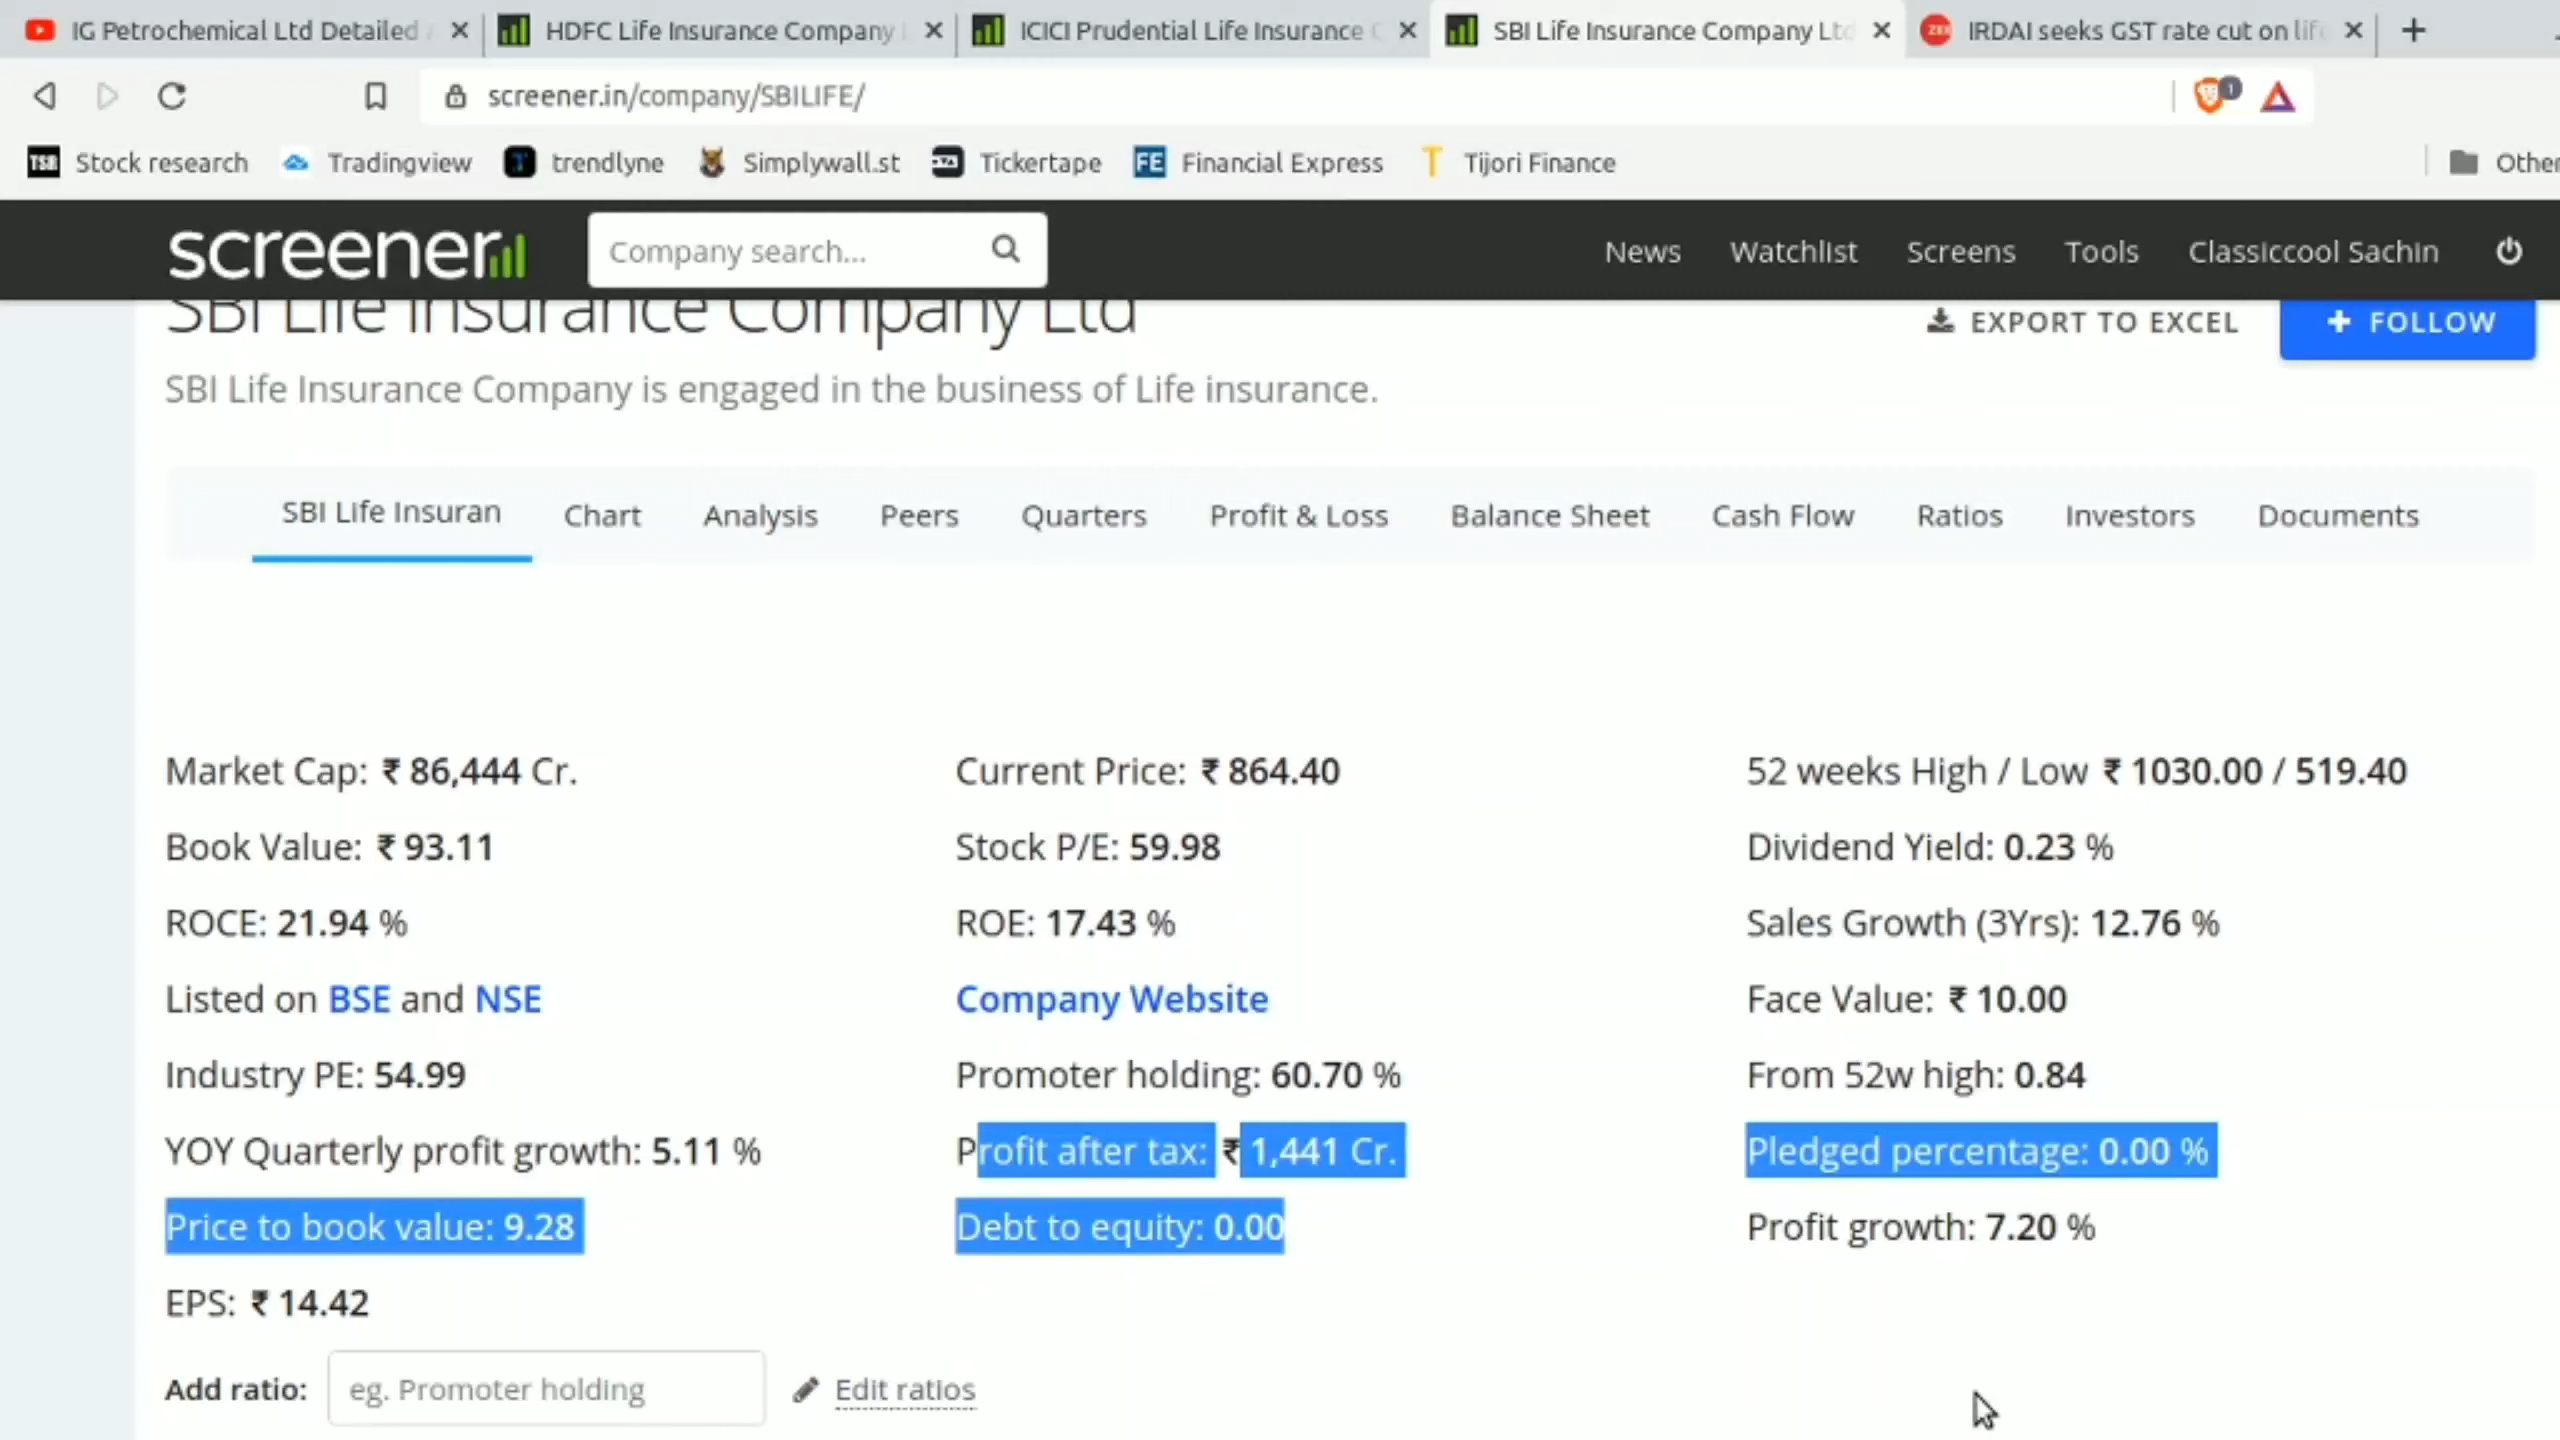 IG Petrochemical Ltd Detailed
HDFC Life Insurance Company
ICICI Prudential Life Insurance
SBI Life Insurance Company Ltd
IRDAI seeks GST rate cut on life
screener.in/company/SBILIFE/
1
TSR Stock research
Tradingview
trendlyne
Simplywall.st
Tickertape
FE Financial Express
Tijori Finance
Other
screener
Company search...
News
Watchlist
Screens
Tools
Classiccool Sachin
SBI Life Insurance Company Ltd
EXPORT TO EXCEL
+ FOLLOW
SBI Life Insurance Company is engaged in the business of Life insurance.
SBI Life Insuran
Chart
Analysis
Peers
Quarters
Profit & Loss
Balance Sheet
Cash Flow
Ratios
Investors
Documents
Market Cap: ₹ 86,444 Cr.
Current Price: ₹ 864.40
52 weeks High / Low ₹ 1030.00 / 519.40
Book Value: ₹ 93.11
Stock P/E: 59.98
Dividend Yield: 0.23 %
ROCE: 21.94 %
ROE: 17.43 %
Sales Growth (3Yrs): 12.76 %
Listed on BSE and NSE
Company Website
Face Value: ₹ 10.00
Industry PE: 54.99
Promoter holding: 60.70 %
From 52w high: 0.84
YOY Quarterly profit growth: 5.11 %
Profit after tax: ₹ 1,441 Cr.
Pledged percentage: 0.00 %
Price to book value: 9.28
Debt to equity: 0.00
Profit growth: 7.20 %
EPS: ₹ 14.42
Add ratio:
eg. Promoter holding
Edit ratios